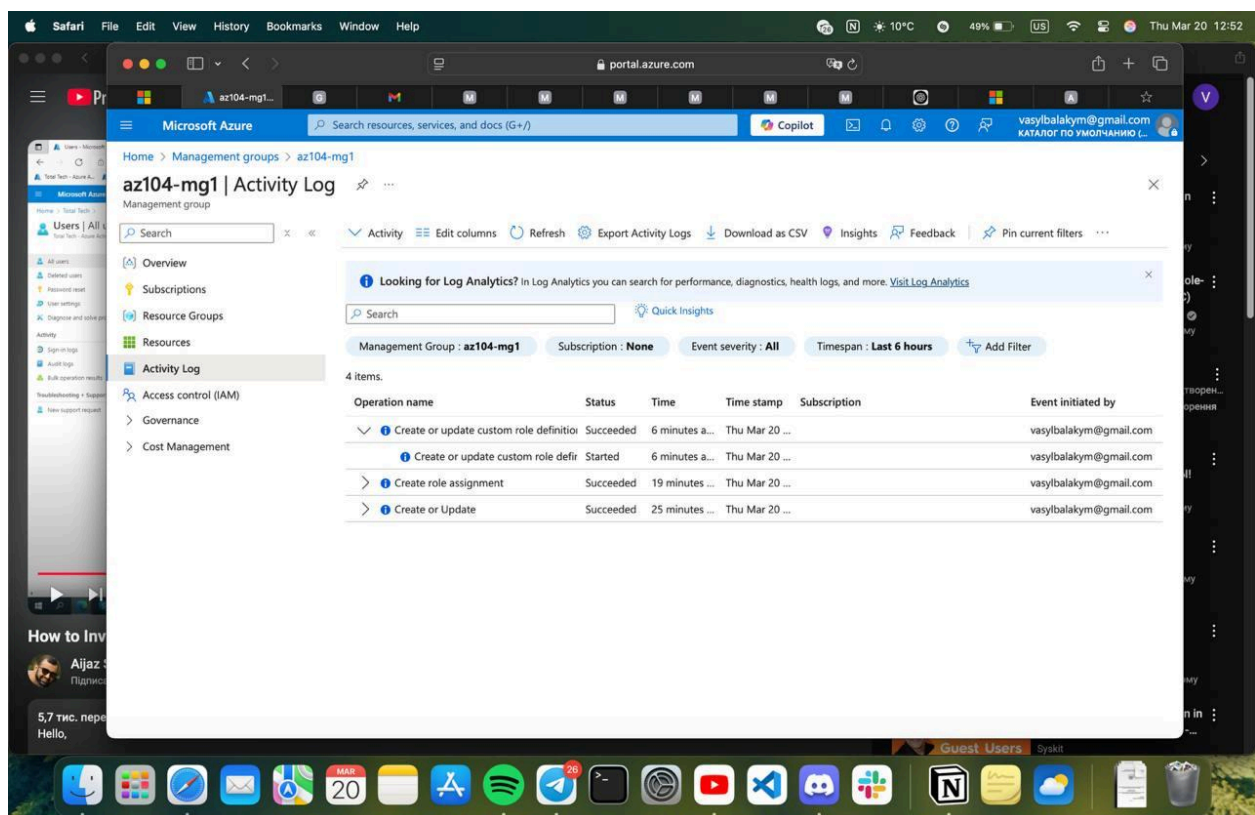 Safari File Edit View History Bookmarks Window Help 10°C 49% US Thu Mar 20 12:52
portal.azure.com
az104-mg1...
Microsoft Azure
Search resources, services, and docs (G+/)
Copilot
vasylbalakym@gmail.com
КАТАЛОГ ПО УМОЛЧАНИЮ (...
Home > Management groups > az104-mg1
az104-mg1 | Activity Log
Management group
Search
Activity Edit columns Refresh Export Activity Logs Download as CSV Insights Feedback Pin current filters
Overview
Subscriptions
Resource Groups
Resources
Activity Log
Access control (IAM)
Governance
Cost Management
Looking for Log Analytics? In Log Analytics you can search for performance, diagnostics, health logs, and more. Visit Log Analytics
Search
Quick Insights
Management Group : az104-mg1 Subscription : None Event severity : All Timespan : Last 6 hours Add Filter
4 items.
Operation name Status Time Time stamp Subscription Event initiated by
Create or update custom role definition Succeeded 6 minutes a... Thu Mar 20 ... vasylbalakym@gmail.com
Create or update custom role defir Started 6 minutes a... Thu Mar 20 ... vasylbalakym@gmail.com
Create role assignment Succeeded 19 minutes ... Thu Mar 20 ... vasylbalakym@gmail.com
Create or Update Succeeded 25 minutes ... Thu Mar 20 ... vasylbalakym@gmail.com
How to Inv
Aijaz
5,7 тис. пере
Hello,
Guest Users
Syskit
MAR
20
26